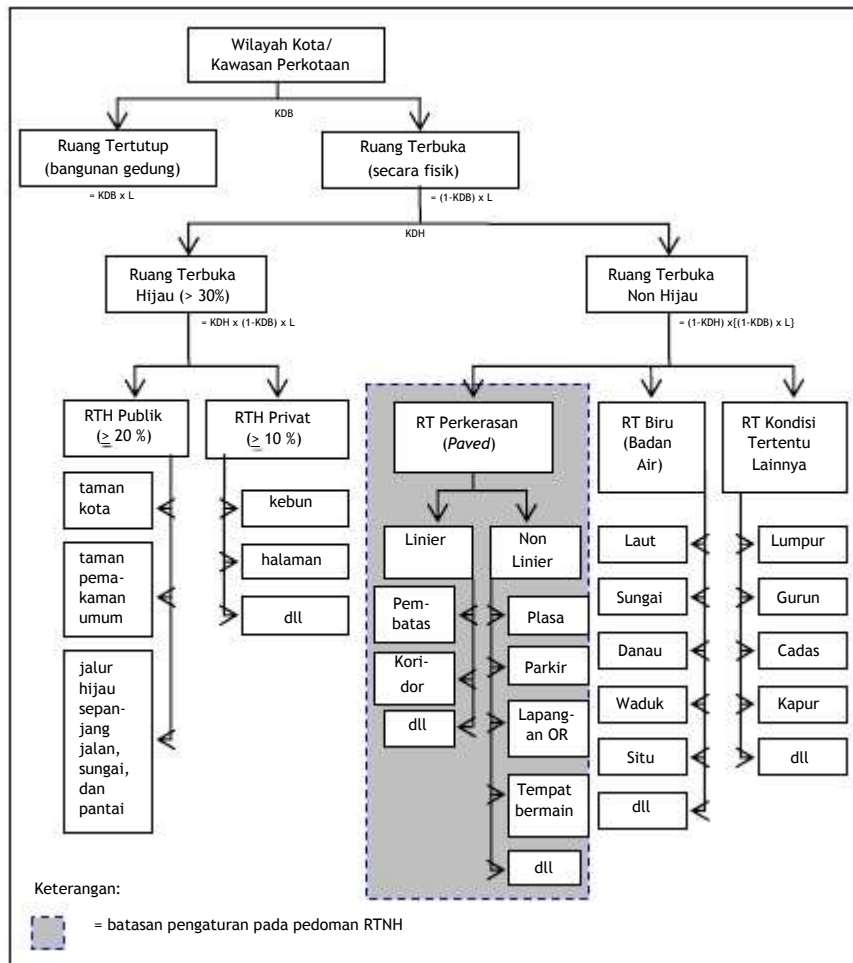 Wilayah Kota/
Kawasan Perkotaan
KDB
Ruang Tertutup
(bangunan gedung)
= KDB x L
Ruang Terbuka
(secara fisik)
= (1-KDB) x L
KDH
Ruang Terbuka
Hijau (> 30%)
= KDH x (1-KDB) x L
Ruang Terbuka
Non Hijau
= (1-KDH) x{(1-KDB) x L}
RTH Publik
(≥ 20 %)
taman
kota
taman
pema-
kaman
umum
jalur
hijau
sepan-
jang
jalan,
sungai,
dan
pantai
RTH Privat
(≥ 10 %)
kebun
halaman
dll
RT Perkerasan
(Paved)
Linier
Pem-
batas
Kori-
dor
dll
Non
Linier
Plasa
Parkir
Lapang-
an OR
Tempat
bermain
dll
RT Biru
(Badan
Air)
Laut
Sungai
Danau
Waduk
Situ
dll
RT Kondisi
Tertentu
Lainnya
Lumpur
Gurun
Cadas
Kapur
dll
Keterangan:
= batasan pengaturan pada pedoman RTNH